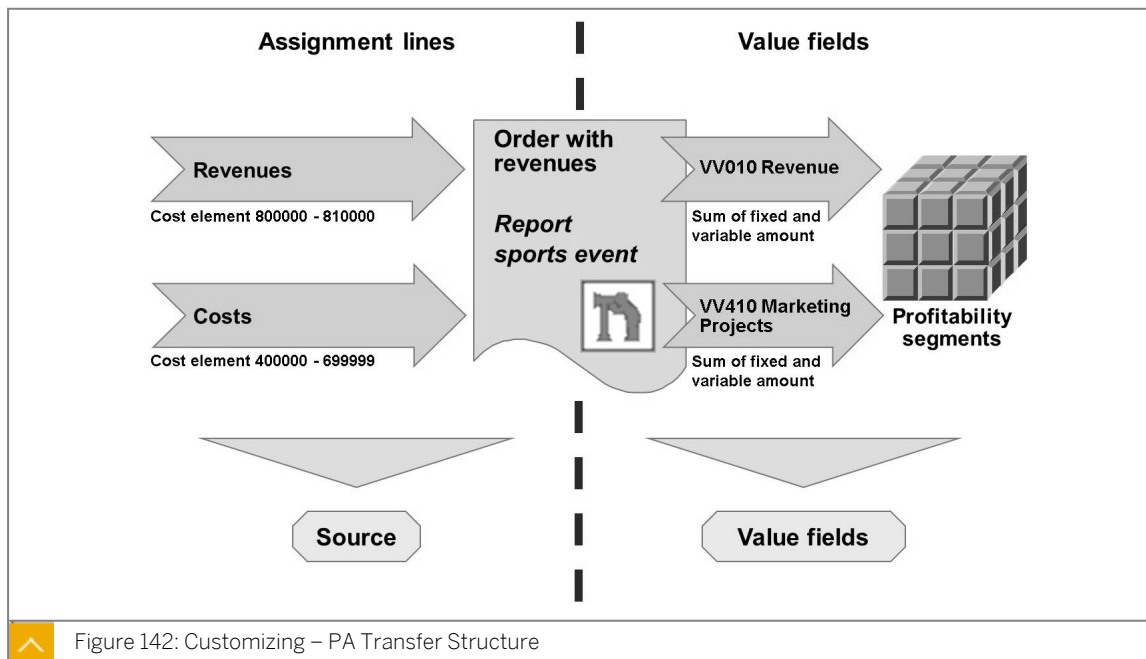 Assignment lines
Value fields
Revenues
Cost element 800000 - 810000
Order with
revenues
Report
sports event
VV010 Revenue
Sum of fixed and
variable amount
Costs
Cost element 400000 - 699999
VV410 Marketing
Projects
Sum of fixed and
variable amount
Profitability
segments
Source
Value fields
Figure 142: Customizing – PA Transfer Structure